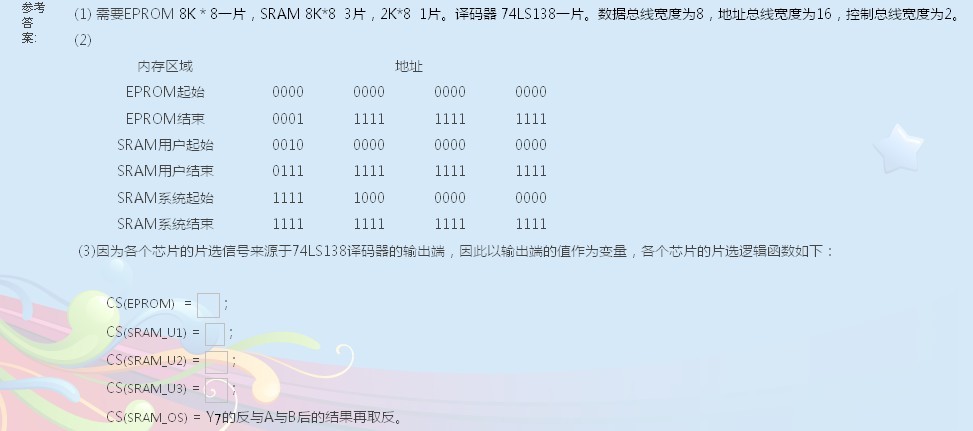 参考答案: (1) 需要EPROM 8K * 8一片，SRAM 8K*8 3片，2K*8 1片。译码器 74LS138一片。数据总线宽度为8，地址总线宽度为16，控制总线宽度为2。
(2)
内存区域 地址
EPROM起始 0000 0000 0000 0000
EPROM结束 0001 1111 1111 1111
SRAM用户起始 0010 0000 0000 0000
SRAM用户结束 0111 1111 1111 1111
SRAM系统起始 1111 1000 0000 0000
SRAM系统结束 1111 1111 1111 1111
(3)因为各个芯片的片选信号来源于74LS138译码器的输出端，因此以输出端的值作为变量，各个芯片的片选逻辑函数如下：
CS(EPROM) = ；
CS(SRAM_U1) = ；
CS(SRAM_U2) = ；
CS(SRAM_U3) = ；
CS(SRAM_OS) = Y7的反与A与B后的结果再取反。